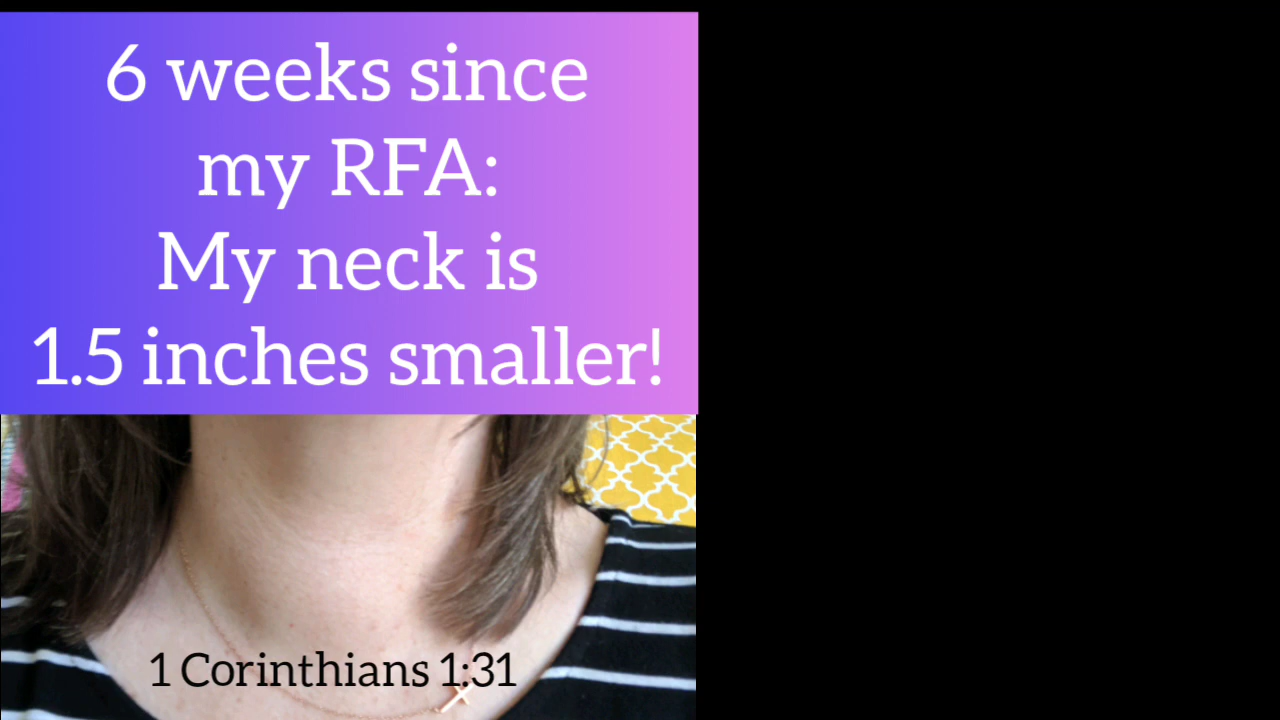 6 weeks since
my RFA:
My neck is
1.5 inches smaller!
1 Corinthians 1:31